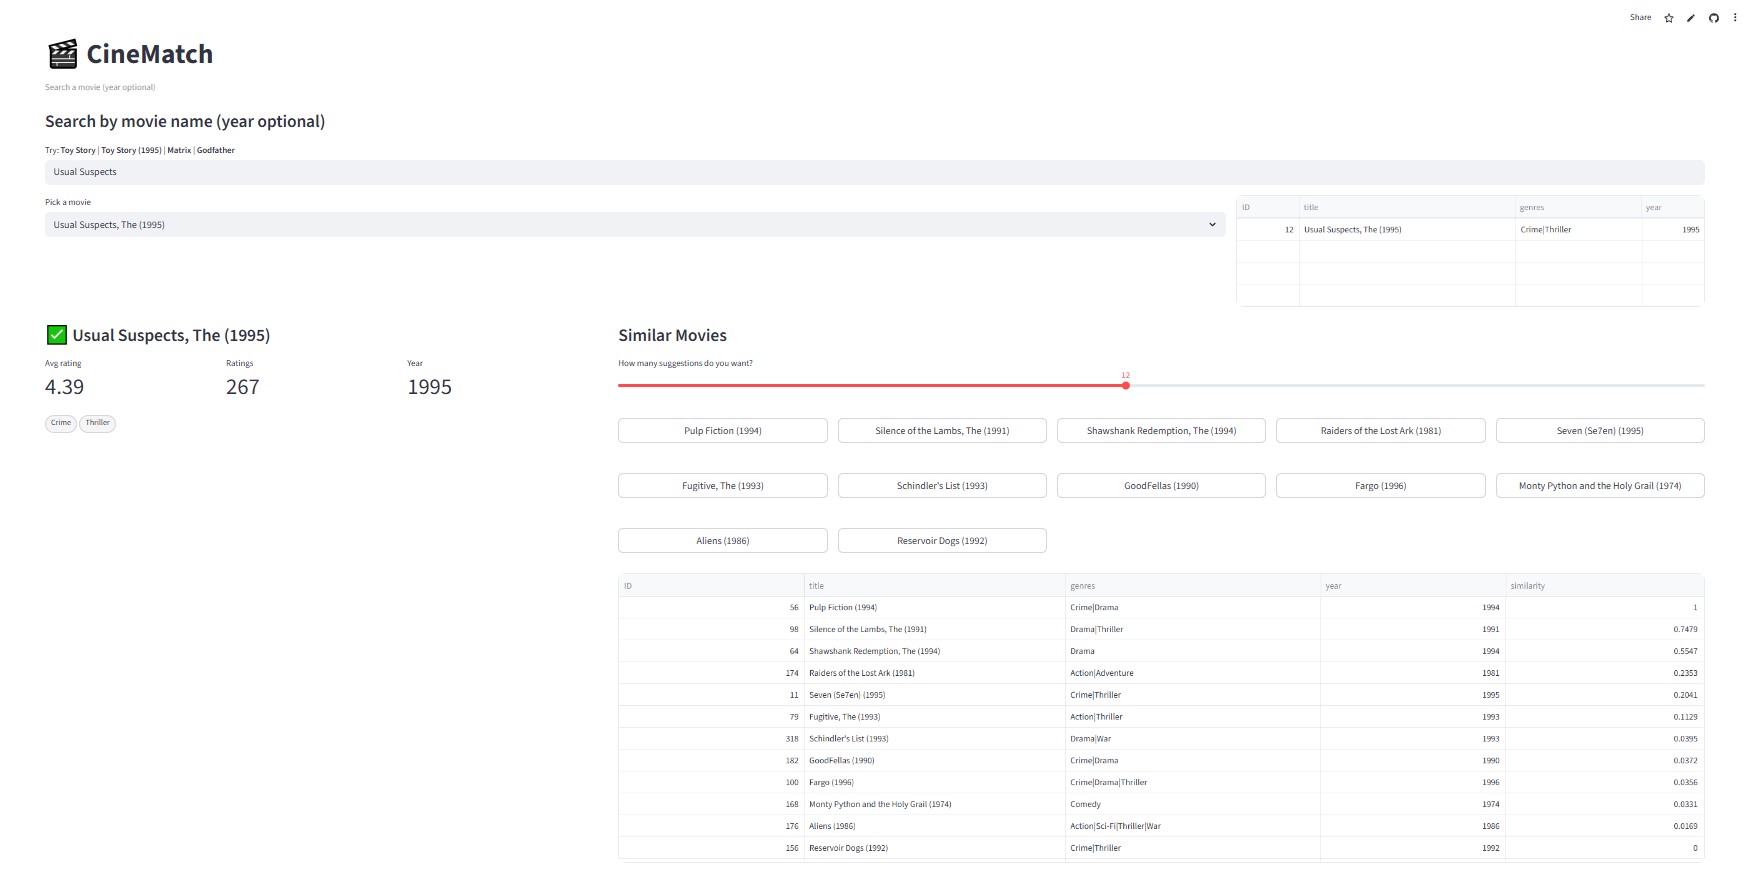 Share
CineMatch
Search a movie (year optional)
Search by movie name (year optional)
Try: Toy Story | Toy Story (1995) | Matrix | Godfather
Usual Suspects
Pick a movie
Usual Suspects, The (1995)
ID title genres year
12 Usual Suspects, The (1995) Crime|Thriller 1995
Usual Suspects, The (1995)
Avg rating Ratings Year
4.39 267 1995
Crime Thriller
Similar Movies
How many suggestions do you want?
12
Pulp Fiction (1994) Silence of the Lambs, The (1991) Shawshank Redemption, The (1994) Raiders of the Lost Ark (1981) Seven (Se7en) (1995)
Fugitive, The (1993) Schindler's List (1993) GoodFellas (1990) Fargo (1996) Monty Python and the Holy Grail (1974)
Aliens (1986) Reservoir Dogs (1992)
ID title genres year similarity
56 Pulp Fiction (1994) Crime|Drama 1994 1
98 Silence of the Lambs, The (1991) Drama|Thriller 1991 0.7479
64 Shawshank Redemption, The (1994) Drama 1994 0.5547
174 Raiders of the Lost Ark (1981) Action|Adventure 1981 0.2353
11 Seven (Se7en) (1995) Crime|Thriller 1995 0.2041
79 Fugitive, The (1993) Action|Thriller 1993 0.1129
318 Schindler's List (1993) Drama|War 1993 0.0395
182 GoodFellas (1990) Crime|Drama 1990 0.0372
100 Fargo (1996) Crime|Drama|Thriller 1996 0.0356
168 Monty Python and the Holy Grail (1974) Comedy 1974 0.0331
176 Aliens (1986) Action|Sci-Fi|Thriller|War 1986 0.0169
156 Reservoir Dogs (1992) Crime|Thriller 1992 0